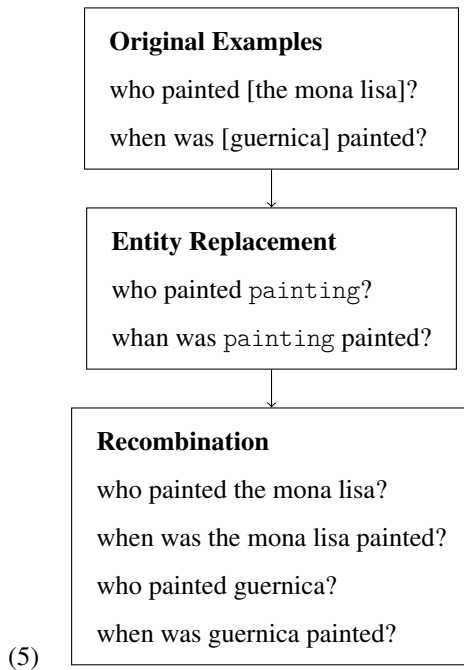 Original Examples
who painted [the mona lisa]?
when was [guernica] painted?
Entity Replacement
who painted painting?
whan was painting painted?
Recombination
who painted the mona lisa?
when was the mona lisa painted?
who painted guernica?
when was guernica painted?
(5)